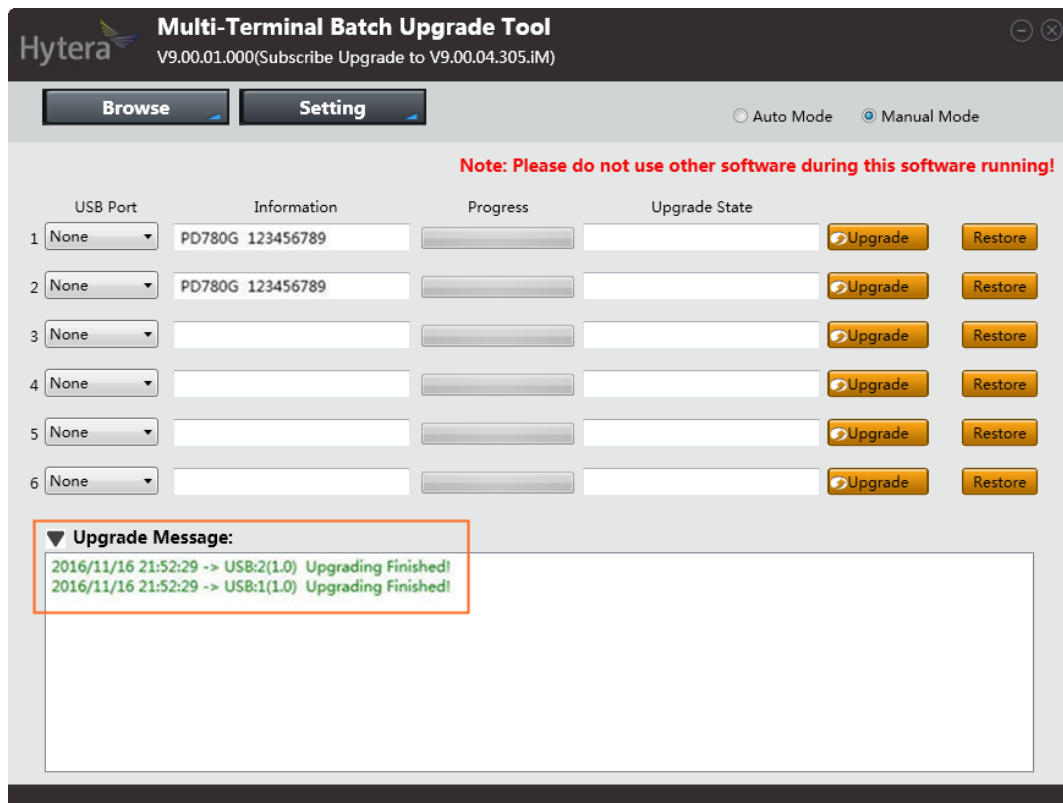 Hytera
Multi-Terminal Batch Upgrade Tool
V9.00.01.000(Subscribe Upgrade to V9.00.04.305.iM)
Browse Setting Auto Mode Manual Mode
Note: Please do not use other software during this software running!
USB Port Information Progress Upgrade State
1 None PD780G 123456789 Upgrade Restore
2 None PD780G 123456789 Upgrade Restore
3 None Upgrade Restore
4 None Upgrade Restore
5 None Upgrade Restore
6 None Upgrade Restore
Upgrade Message:
2016/11/16 21:52:29 -> USB:2(1.0) Upgrading Finished!
2016/11/16 21:52:29 -> USB:1(1.0) Upgrading Finished!